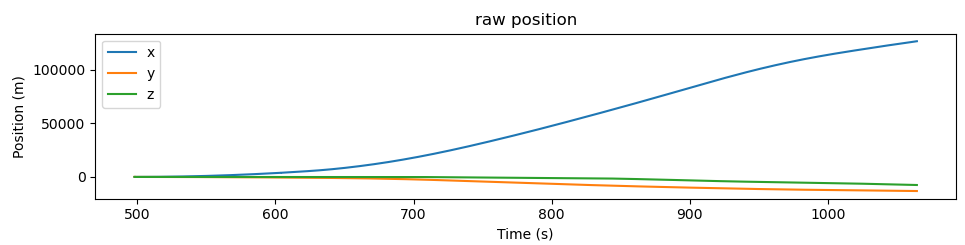 raw position
Position (m)
100000
50000
0
x
y
z
500 600 700 800 900 1000
Time (s)